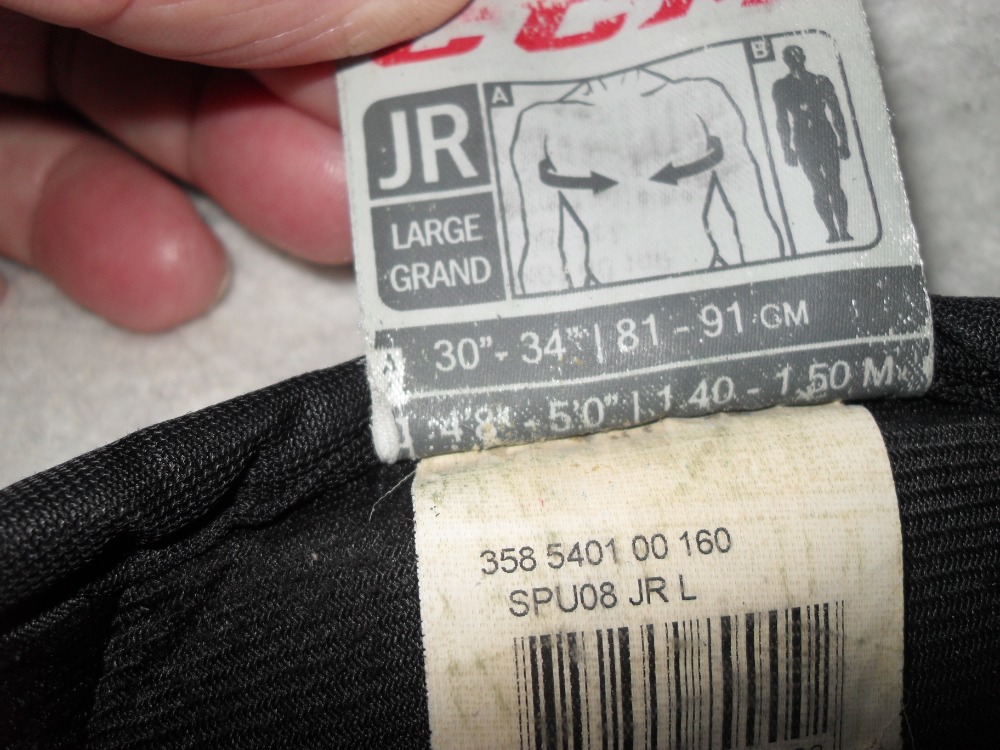 CCM
JR
LARGE
GRAND
A
B
A 30"- 34" | 81 - 91 CM
4'8" - 5'0" | 1.40 - 1.50 M
358 5401 00 160
SPU08 JR L